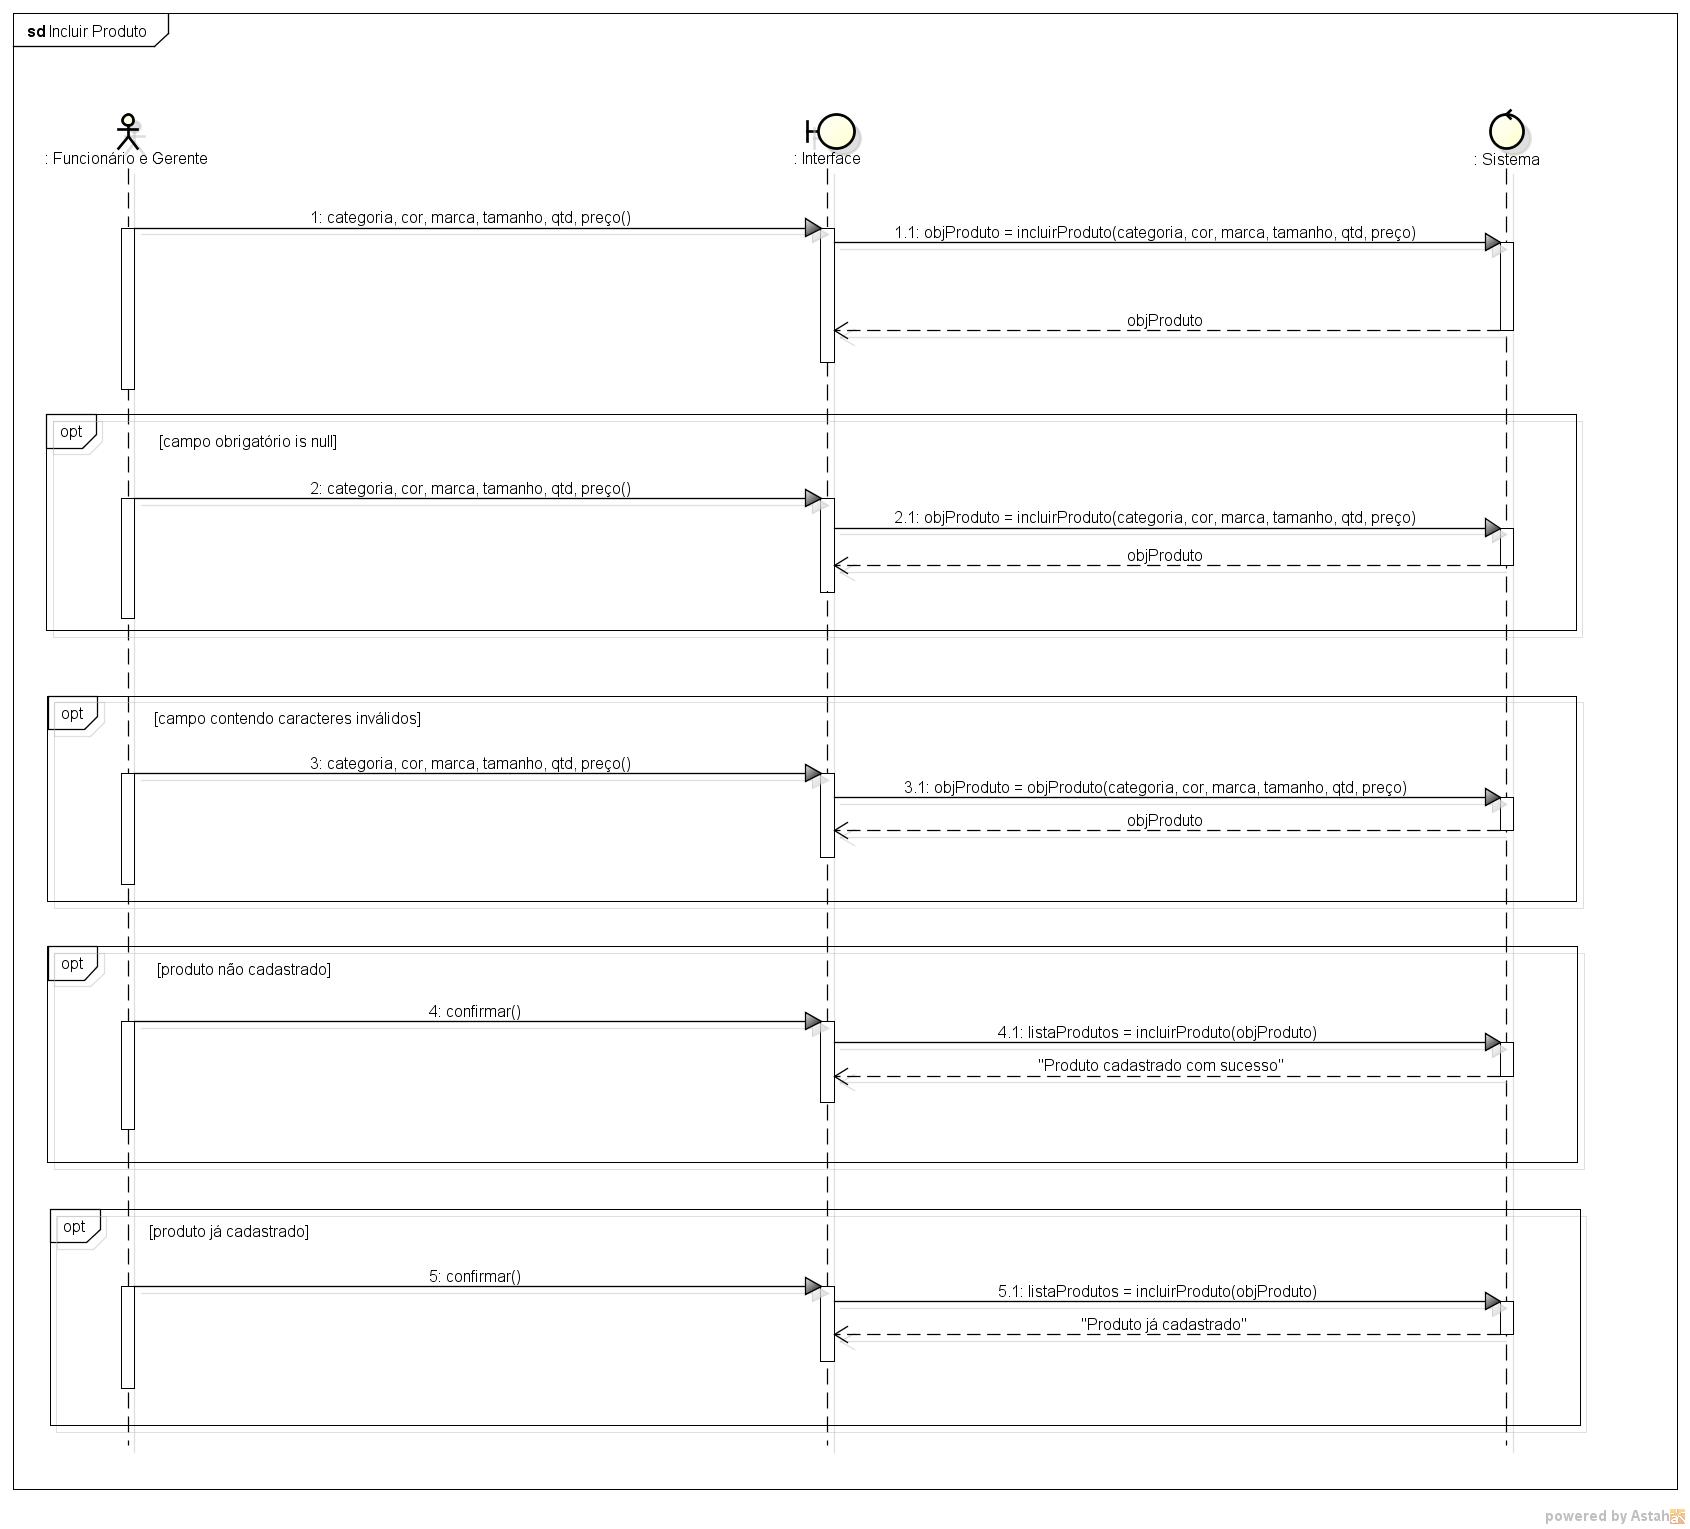 sd Incluir Produto
: Funcionário e Gerente
: Interface
: Sistema
1: categoria, cor, marca, tamanho, qtd, preço()
1.1: objProduto = incluirProduto(categoria, cor, marca, tamanho, qtd, preço)
objProduto
opt
[campo obrigatório is null]
2: categoria, cor, marca, tamanho, qtd, preço()
2.1: objProduto = incluirProduto(categoria, cor, marca, tamanho, qtd, preço)
objProduto
opt
[campo contendo caracteres inválidos]
3: categoria, cor, marca, tamanho, qtd, preço()
3.1: objProduto = objProduto(categoria, cor, marca, tamanho, qtd, preço)
objProduto
opt
[produto não cadastrado]
4: confirmar()
4.1: listaProdutos = incluirProduto(objProduto)
"Produto cadastrado com sucesso"
opt
[produto já cadastrado]
5: confirmar()
5.1: listaProdutos = incluirProduto(objProduto)
"Produto já cadastrado"
powered by Astah